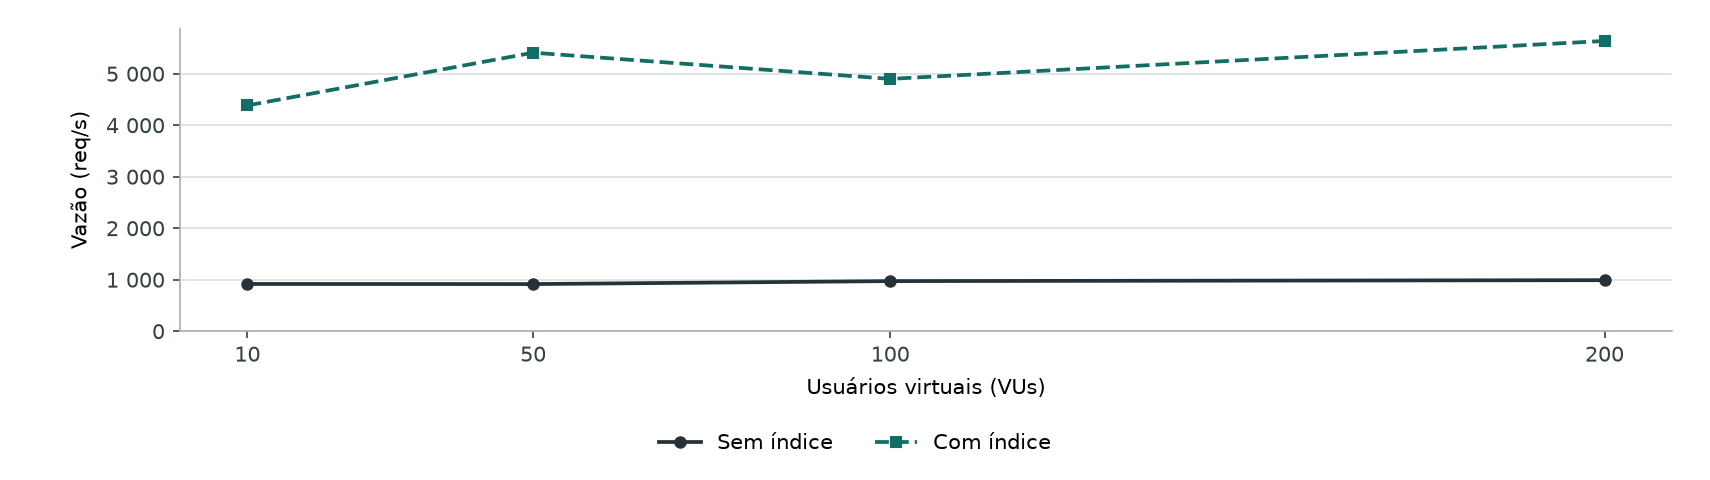 Vazão (req/s)
5 000
4 000
3 000
2 000
1 000
0
10 50 100 200
Usuários virtuais (VUs)
Sem índice Com índice